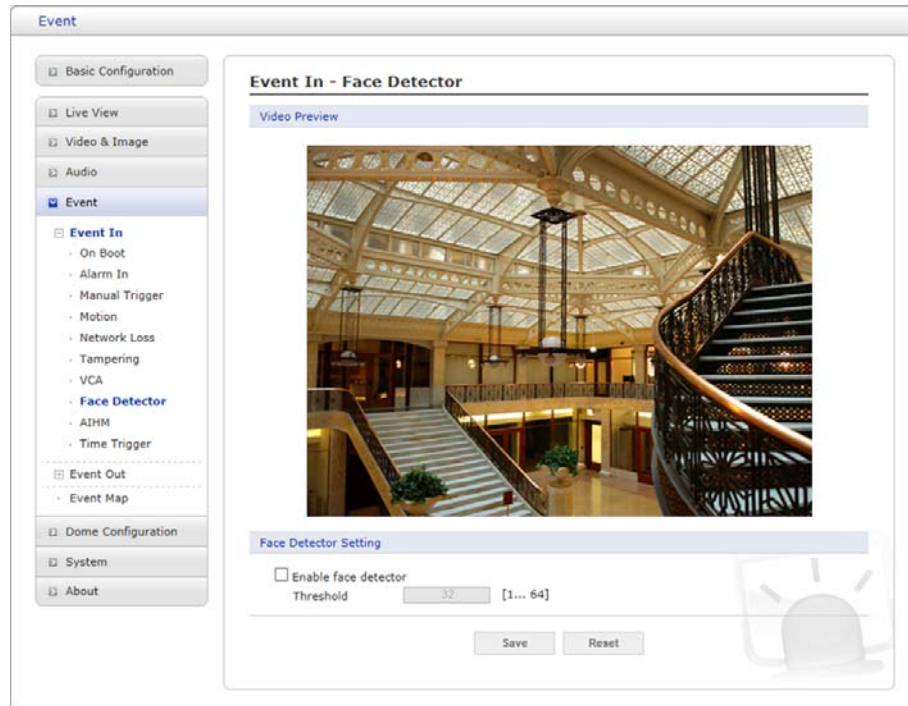 Event
Basic Configuration
Live View
Video & Image
Audio
Event
Event In
On Boot
Alarm In
Manual Trigger
Motion
Network Loss
Tampering
VCA
Face Detector
AIHM
Time Trigger
Event Out
Event Map
Dome Configuration
System
About
Event In - Face Detector
Video Preview
Face Detector Setting
Enable face detector
Threshold 32 [1... 64]
Save Reset